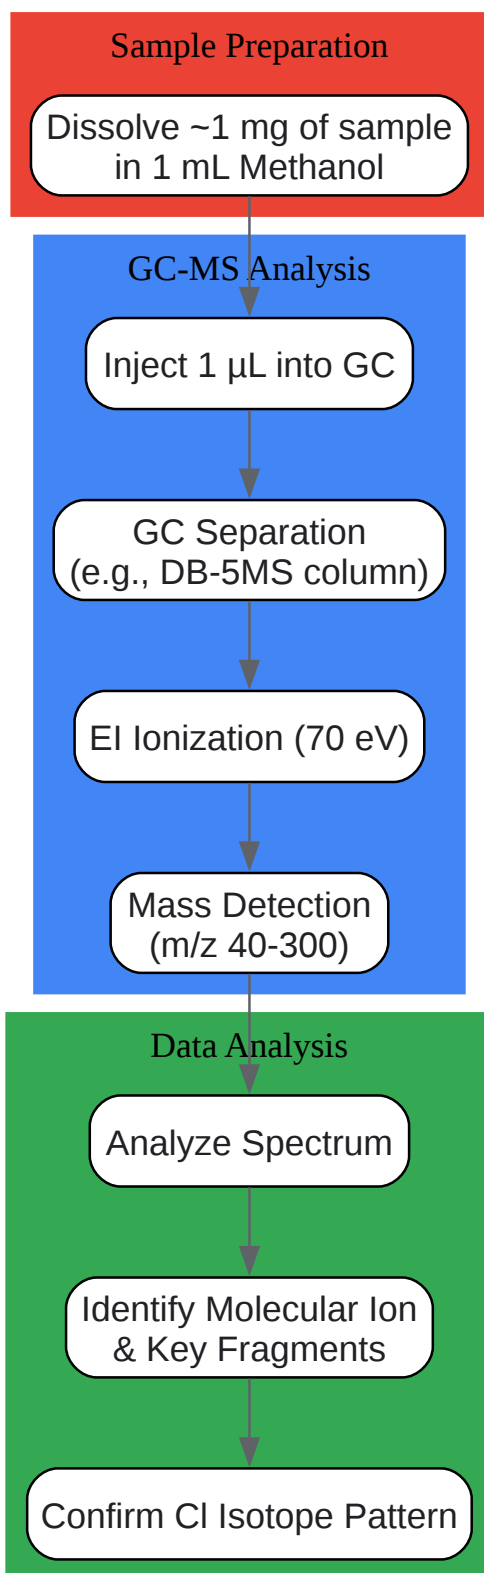 Sample Preparation
Dissolve ~1 mg of sample
in 1 mL Methanol
GC-MS Analysis
Inject 1 µL into GC
GC Separation
(e.g., DB-5MS column)
EI Ionization (70 eV)
Mass Detection
(m/z 40-300)
Data Analysis
Analyze Spectrum
Identify Molecular Ion
& Key Fragments
Confirm Cl Isotope Pattern